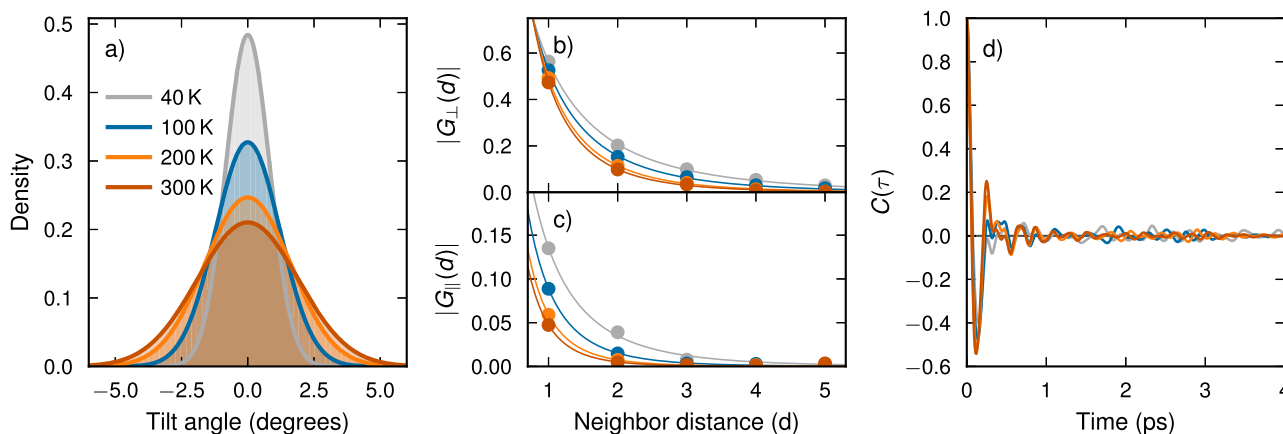 a)
0.5
0.4
0.3
0.2
0.1
0.0
Density
40 K
100 K
200 K
300 K
−5.0 −2.5 0.0 2.5 5.0
Tilt angle (degrees)
b)
0.6
0.4
0.2
0.0
|G⊥(d)|
c)
0.15
0.10
0.05
0.00
|G∥(d)|
1 2 3 4 5
Neighbor distance (d)
d)
1.0
0.8
0.6
0.4
0.2
0.0
−0.2
−0.4
−0.6
C(τ)
0 1 2 3 4
Time (ps)